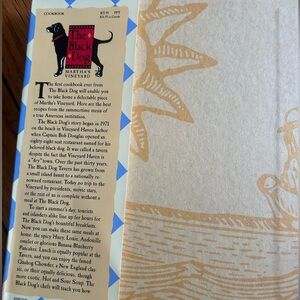 COOKBOOK
The
Black
Dog
MARTHA'S
VINEYARD
The first cookbook ever from
The Black Dog will enable you
to take home a delectable piece
of Martha's Vineyard. Here are the best
recipes from the summertime mecca of
a true American institution.
The Black Dog's story began in 1971
on the beach in Vineyard Haven harbor
when Captain Bob Douglas opened an
eighty-eight seat restaurant named for his
beloved black dog. It was called a tavern
despite the fact that Vineyard Haven is
a "dry" town. Over the past thirty years,
The Black Dog Tavern has grown from
a small island haunt to a nationally re-
nowned restaurant. Today no trip to the
Vineyard by presidents, movie stars,
or the rest of us is complete without a
meal at The Black Dog.
To start a summer's day, tourists
and islanders alike line up for hours for
The Black Dog's bountiful breakfasts.
Now you can make these same meals at
home: the spicy Huey, Louie, Andouille
omelet or glorious Banana Blueberry
Pancakes. Lunch is equally popular at the
Tavern, and you can enjoy the famed
Quahog Chowder, a New England clas-
sic, or their equally delicious, though
more exotic, Hot and Sour Soup. The
Black Dog's chefs will teach you how